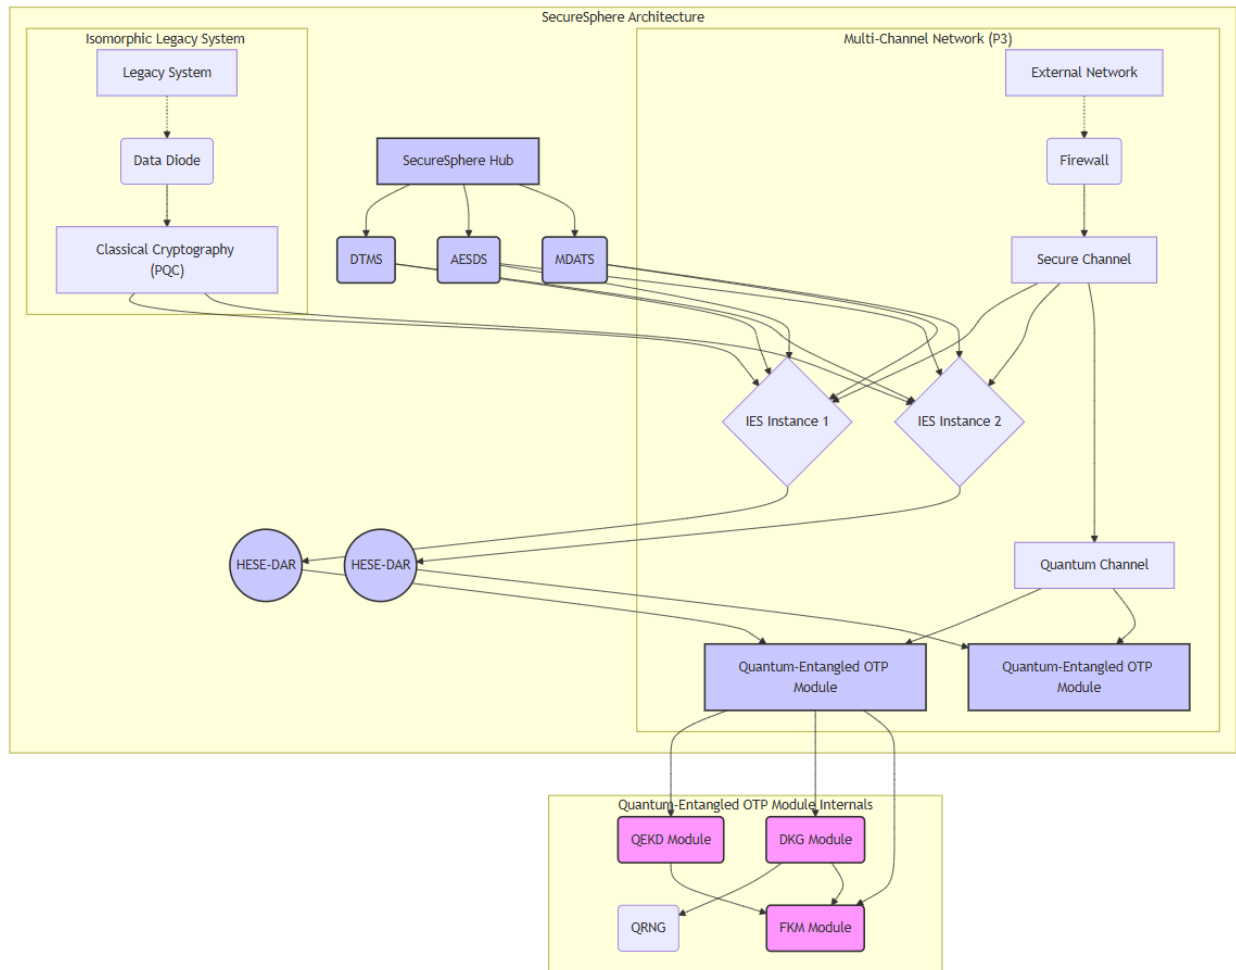 SecureSphere Architecture
Isomorphic Legacy System
Multi-Channel Network (P3)
Legacy System
External Network
Data Diode
SecureSphere Hub
Firewall
Classical Cryptography
(PQC)
DTMS
AESDS
MDATS
Secure Channel
IES Instance 1
IES Instance 2
HESE-DAR
HESE-DAR
Quantum Channel
Quantum-Entangled OTP
Module
Quantum-Entangled OTP
Module
Quantum-Entangled OTP Module Internals
QEKD Module
DKG Module
QRNG
FKM Module